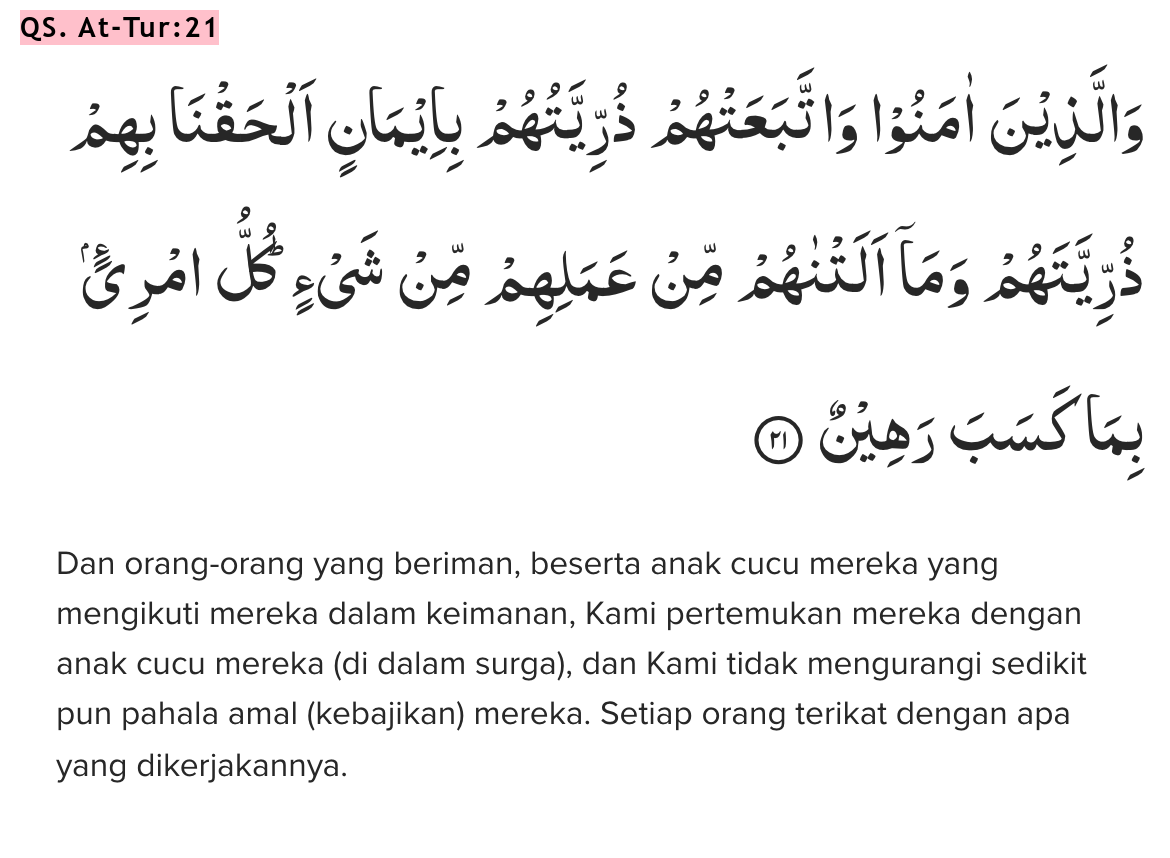 QS. At-Tur:21
وَالَّذِيْنَ اٰمَنُوْا وَاتَّبَعَتْهُمْ ذُرِّيَّتُهُمْ بِاِيْمَانٍ اَلْحَقْنَا بِهِمْ
ذُرِّيَّتَهُمْ وَمَآ اَلَتْنٰهُمْ مِّنْ عَمَلِهِمْ مِّنْ شَيْءٍۗ كُلُّ امْرِئٍۢ
بِمَا كَسَبَ رَهِيْنٌ ٢١
Dan orang-orang yang beriman, beserta anak cucu mereka yang
mengikuti mereka dalam keimanan, Kami pertemukan mereka dengan
anak cucu mereka (di dalam surga), dan Kami tidak mengurangi sedikit
pun pahala amal (kebajikan) mereka. Setiap orang terikat dengan apa
yang dikerjakannya.